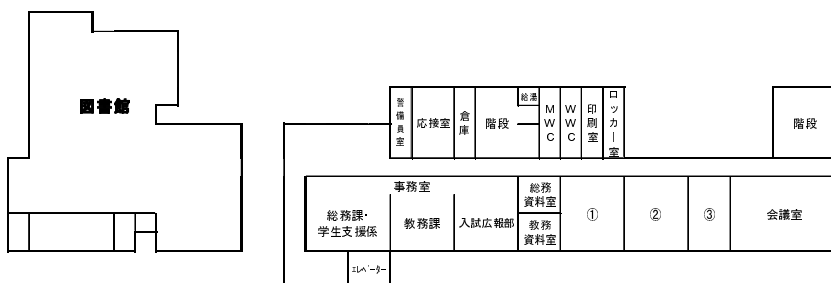 図書館
警備員室
応接室
倉庫
階段
給湯
MWC
WWC
印刷室
ロッカー室
階段
事務室
総務課・
学生支援係
教務課
入試広報部
総務
資料室
教務
資料室
①
②
③
会議室
エレベーター